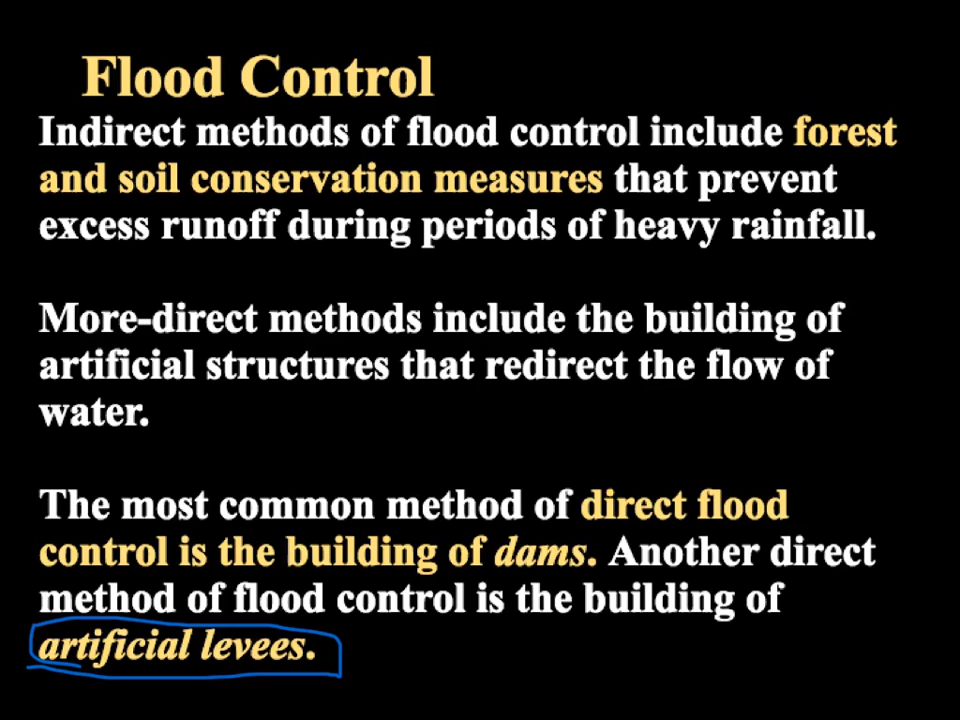 Flood Control
Indirect methods of flood control include forest
and soil conservation measures that prevent
excess runoff during periods of heavy rainfall.
More-direct methods include the building of
artificial structures that redirect the flow of
water.
The most common method of direct flood
control is the building of dams. Another direct
method of flood control is the building of
artificial levees.